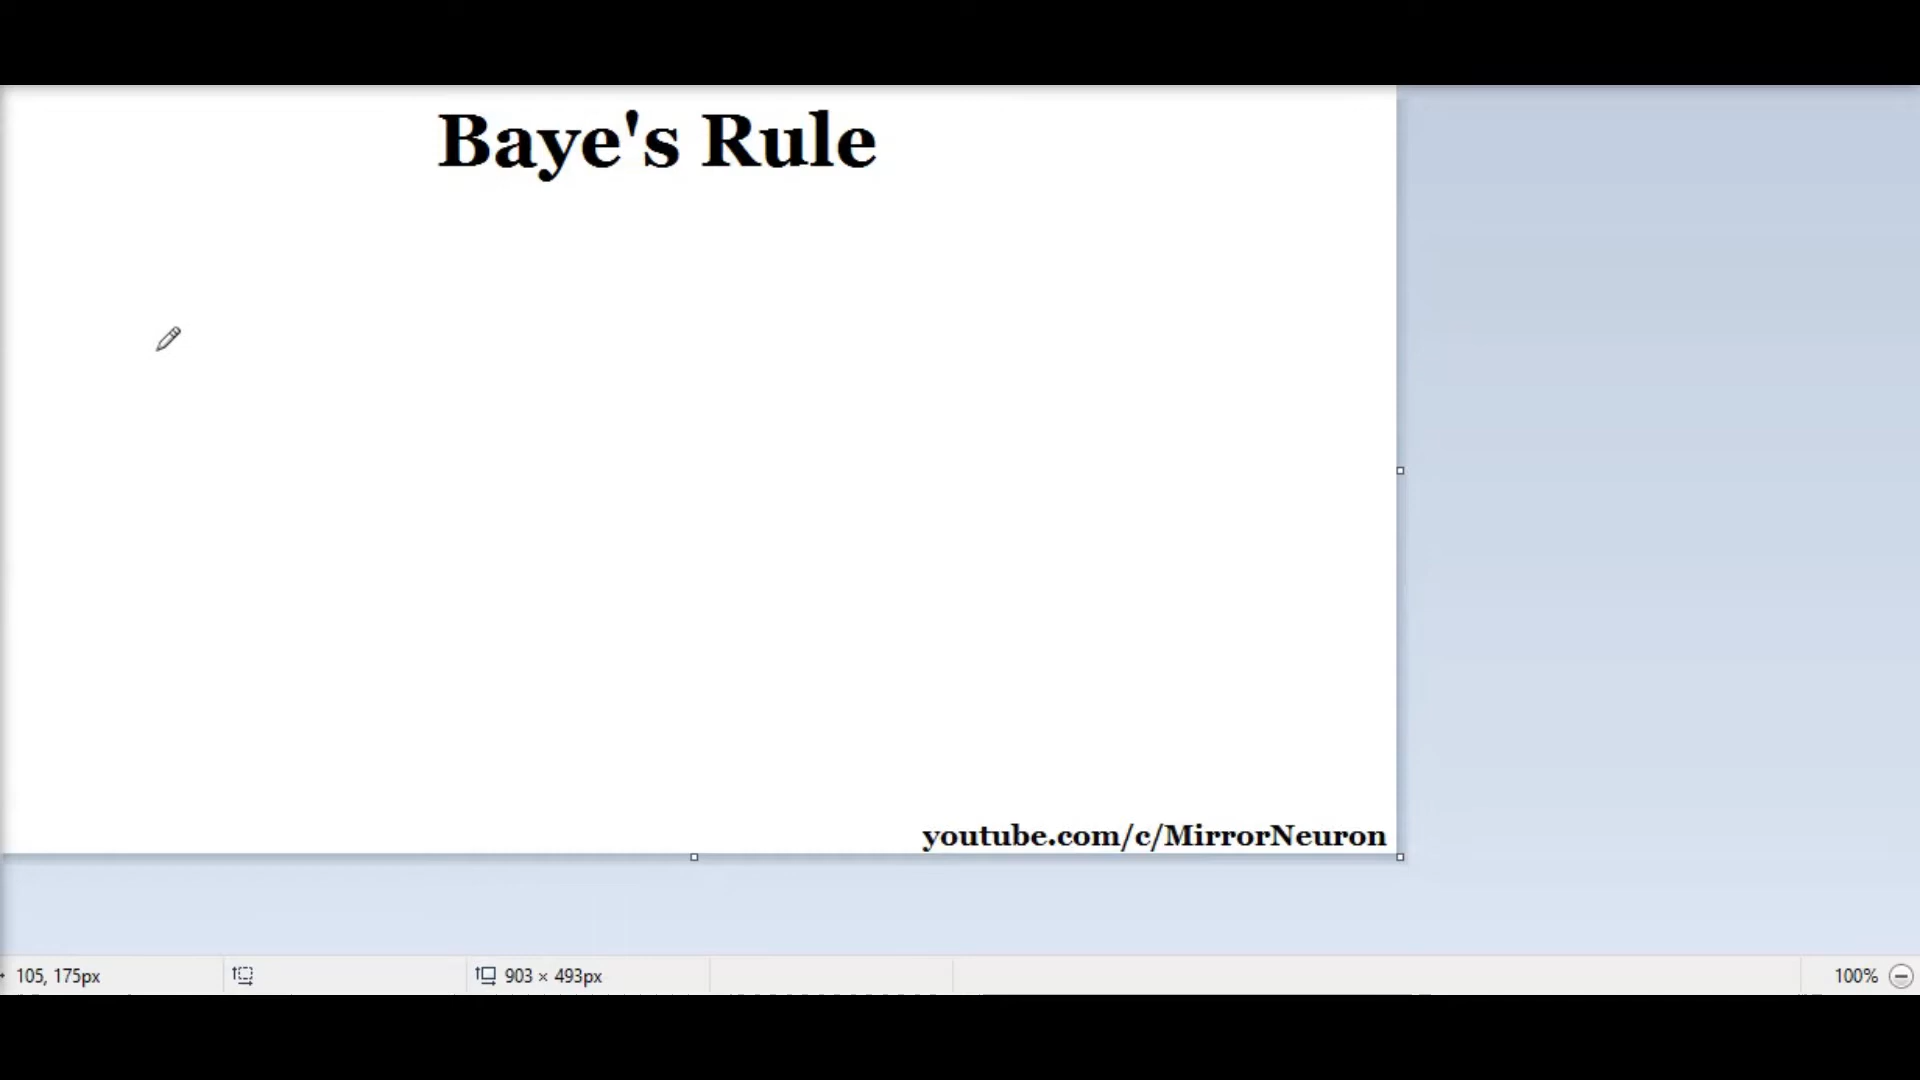 Baye's Rule
youtube.com/c/MirrorNeuron
105, 175px
903 × 493px
100%